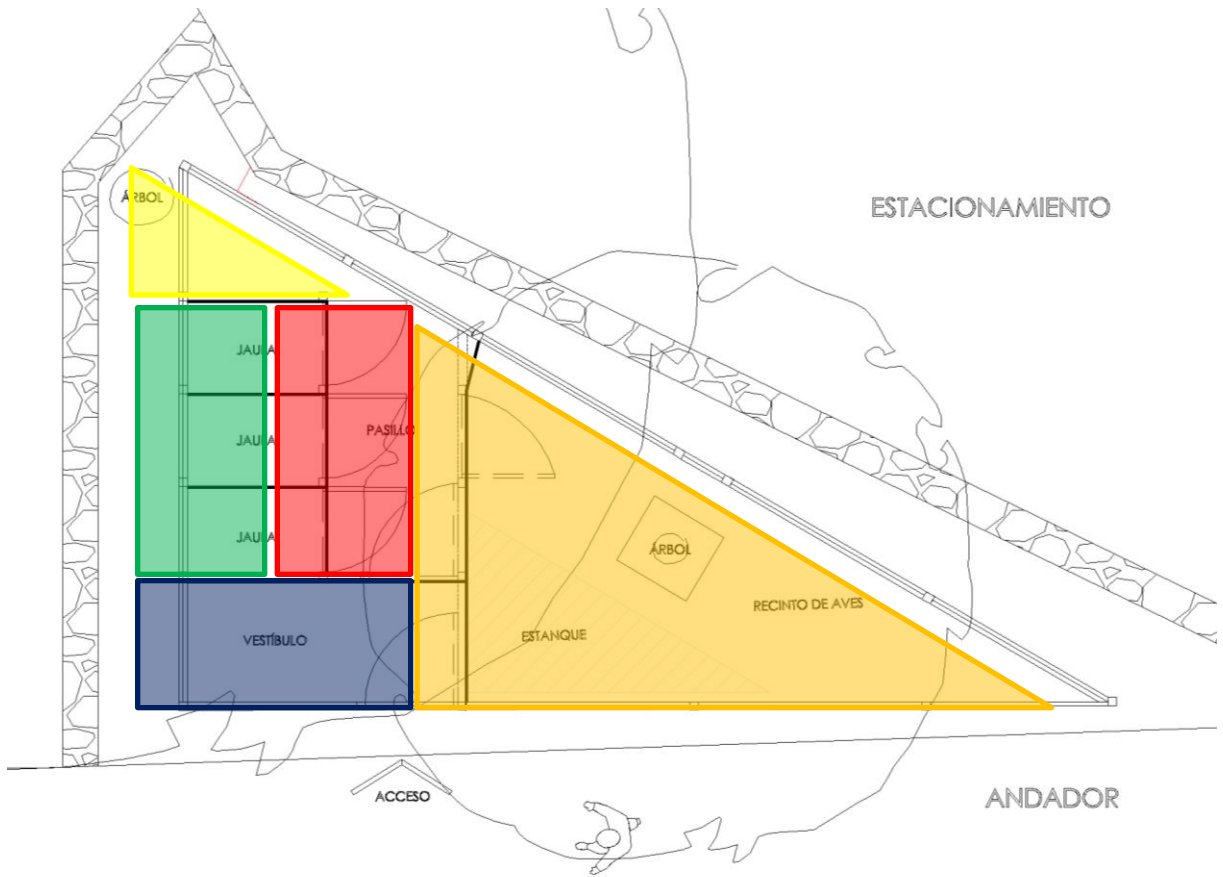 ESTACIONAMIENTO
ÁRBOL
JAULA
JAULA
PASILLO
JAULA
ÁRBOL
RECINTO DE AVES
ESTANQUE
VESTÍBULO
ACCESO
ANDADOR